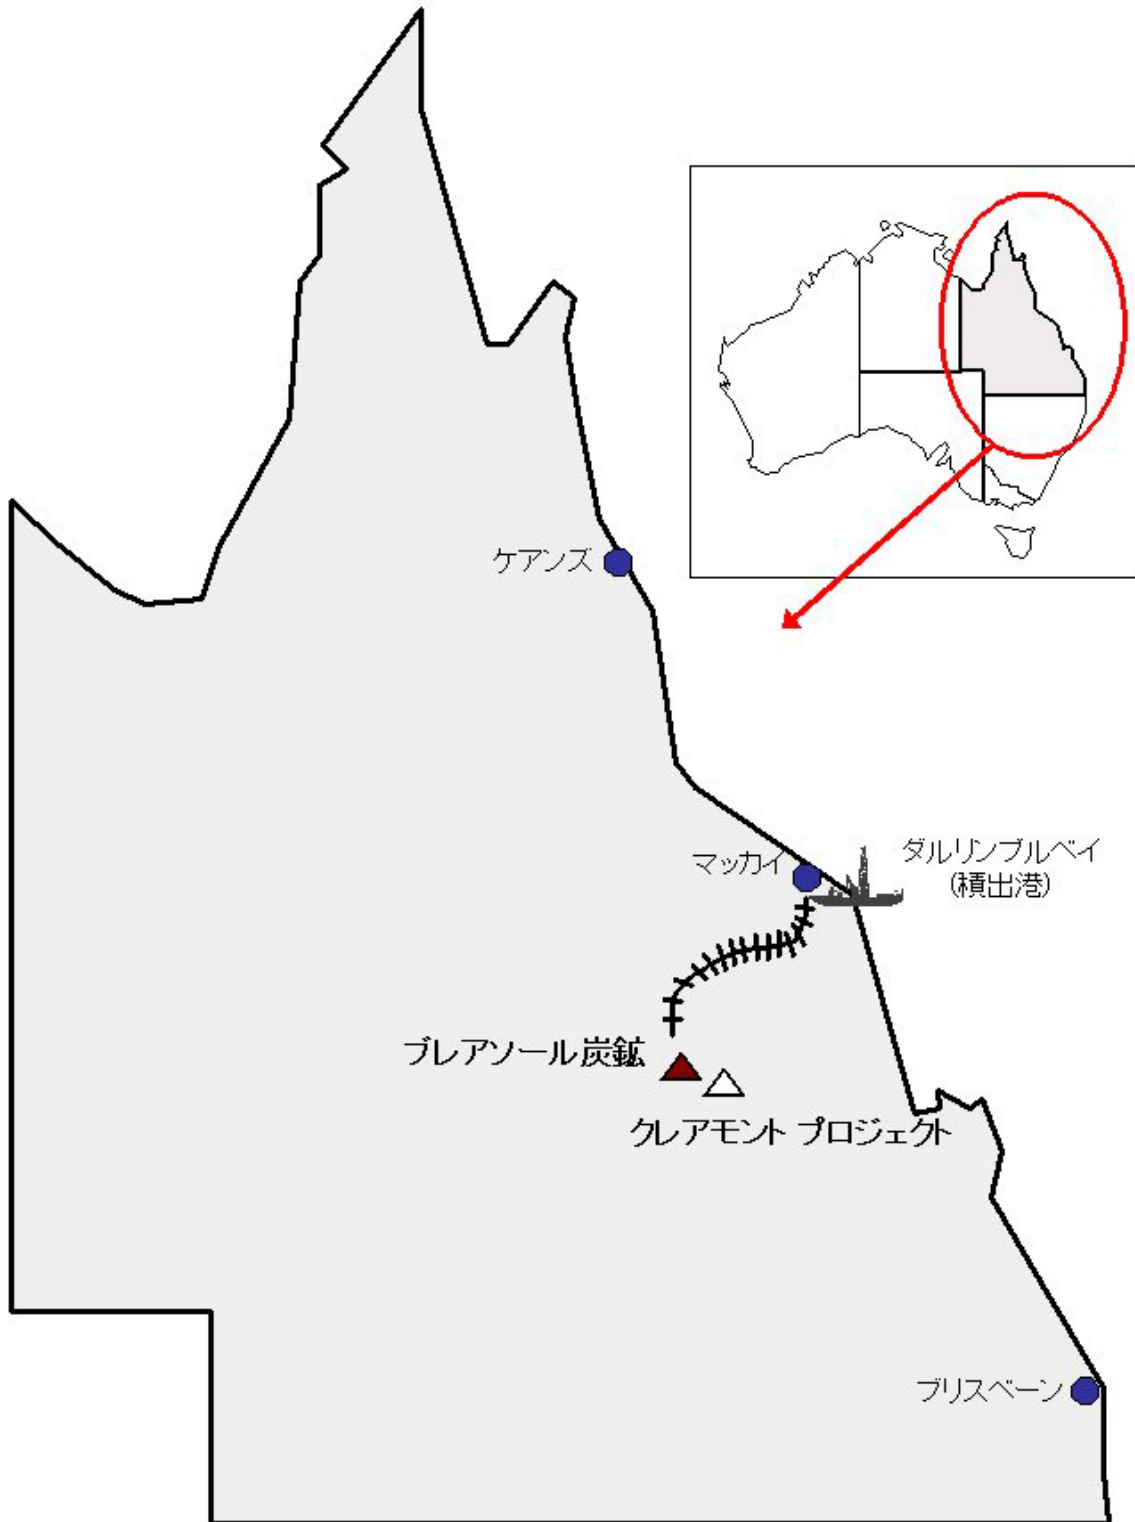 ケアンズ
マッカイ
ダルリンブルベイ
(積出港)
ブレアソール炭鉱
クレアモント プロジェクト
ブリスベーン